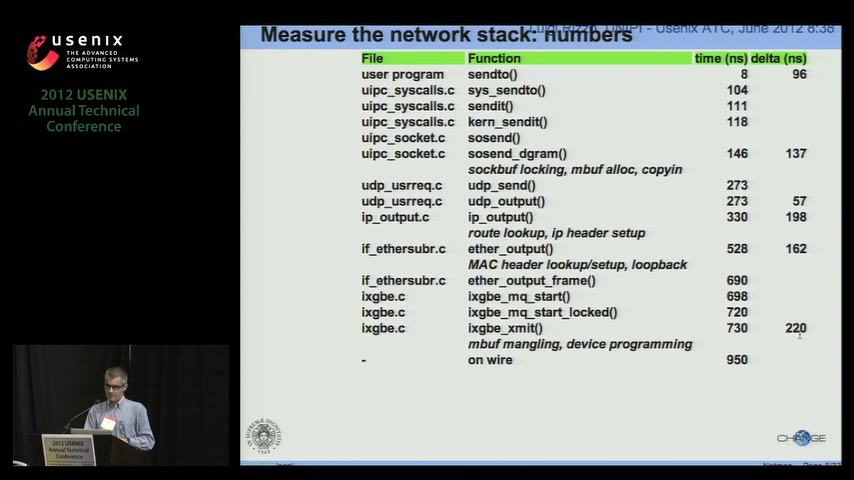 usenix
THE ADVANCED
COMPUTING SYSTEMS
ASSOCIATION
2012 USENIX
Annual Technical
Conference
Luigi Rizzo, UNIPI - Usenix ATC, June 2012 8/38
Measure the network stack: numbers
File Function time (ns) delta (ns)
user program sendto() 8 96
uipc_syscalls.c sys_sendto() 104
uipc_syscalls.c sendit() 111
uipc_syscalls.c kern_sendit() 118
uipc_socket.c sosend()
uipc_socket.c sosend_dgram() 146 137
sockbuf locking, mbuf alloc, copyin
udp_usrreq.c udp_send() 273
udp_usrreq.c udp_output() 273 57
ip_output.c ip_output() 330 198
route lookup, ip header setup
if_ethersubr.c ether_output() 528 162
MAC header lookup/setup, loopback
if_ethersubr.c ether_output_frame() 690
ixgbe.c ixgbe_mq_start() 698
ixgbe.c ixgbe_mq_start_locked() 720
ixgbe.c ixgbe_xmit() 730 220
mbuf mangling, device programming
- on wire 950
CHANGE
2012 USENIX
Annual Technical
Conference